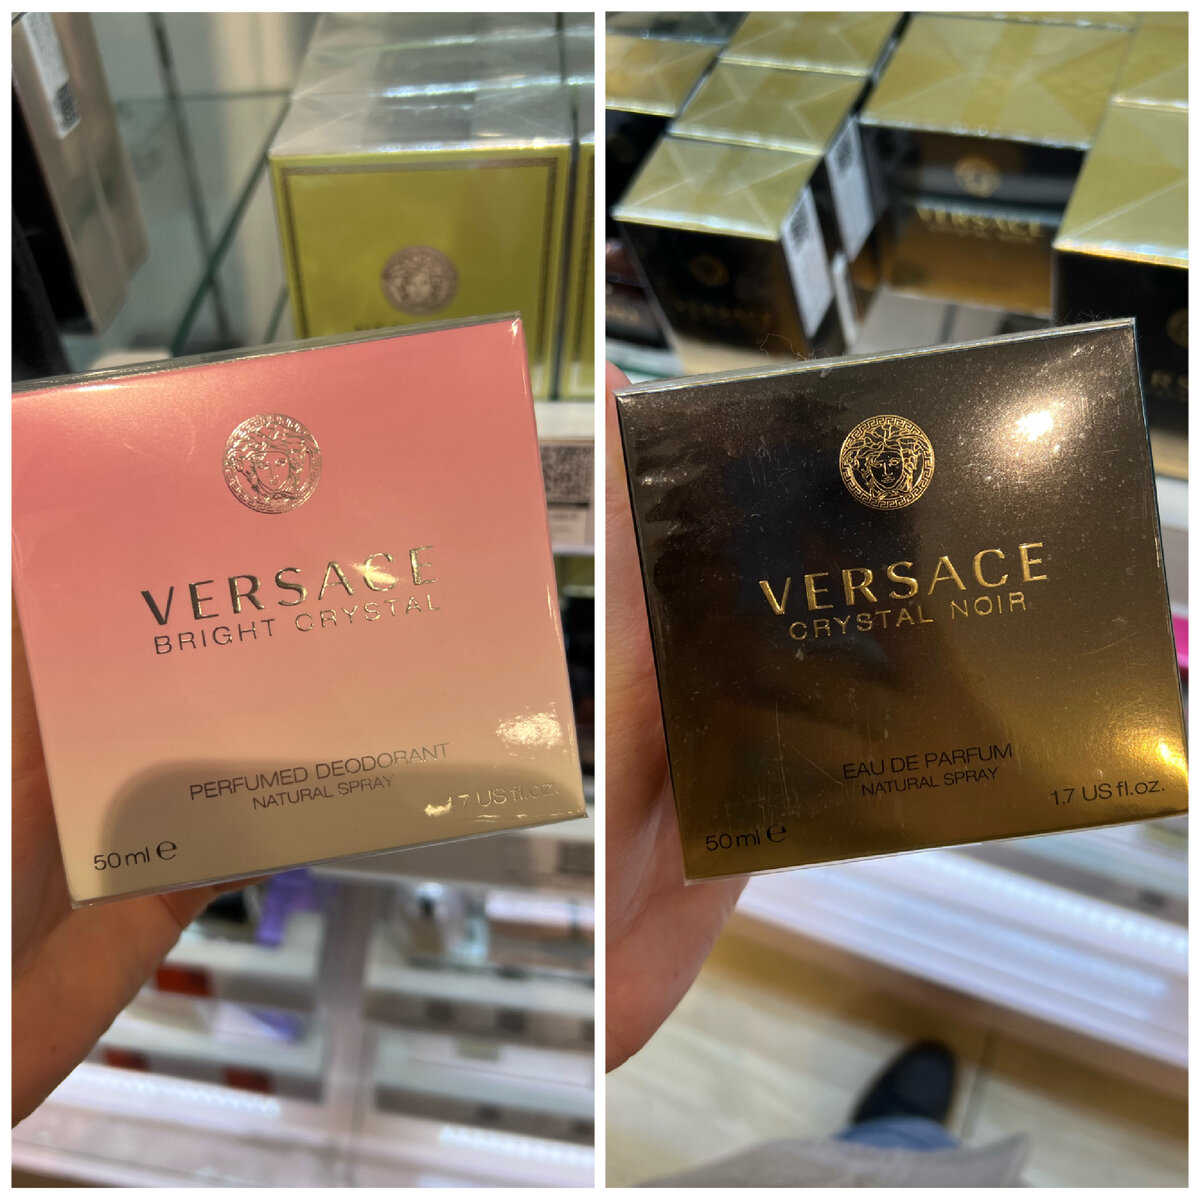 VERSACE
BRIGHT CRYSTAL
PERFUMED DEODORANT
NATURAL SPRAY
50ml e
1.7 US fl.oz.
VERSACE
VERSACE
CRYSTAL NOIR
EAU DE PARFUM
NATURAL SPRAY
50ml e
1.7 US fl.oz.